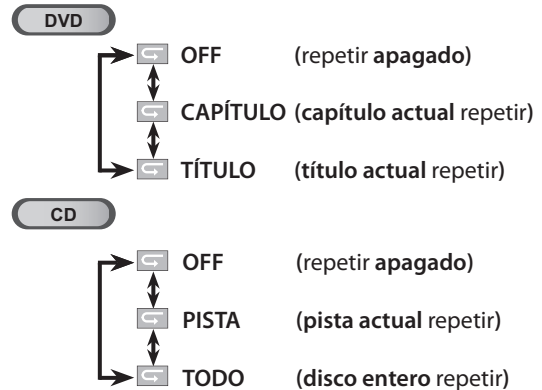 DVD
OFF (repetir apagado)
CAPÍTULO (capítulo actual repetir)
TÍTULO (título actual repetir)
CD
OFF (repetir apagado)
PISTA (pista actual repetir)
TODO (disco entero repetir)